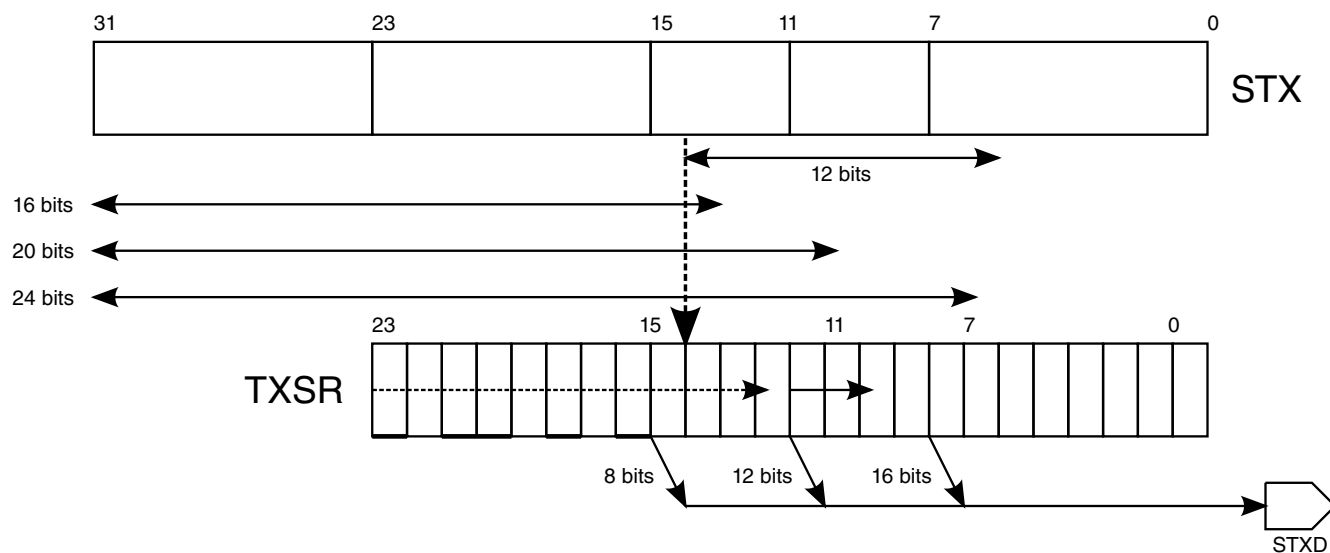 31 23 15 11 7 0
STX
12 bits
16 bits
20 bits
24 bits
23 15 11 7 0
TXSR
8 bits 12 bits 16 bits
STXD